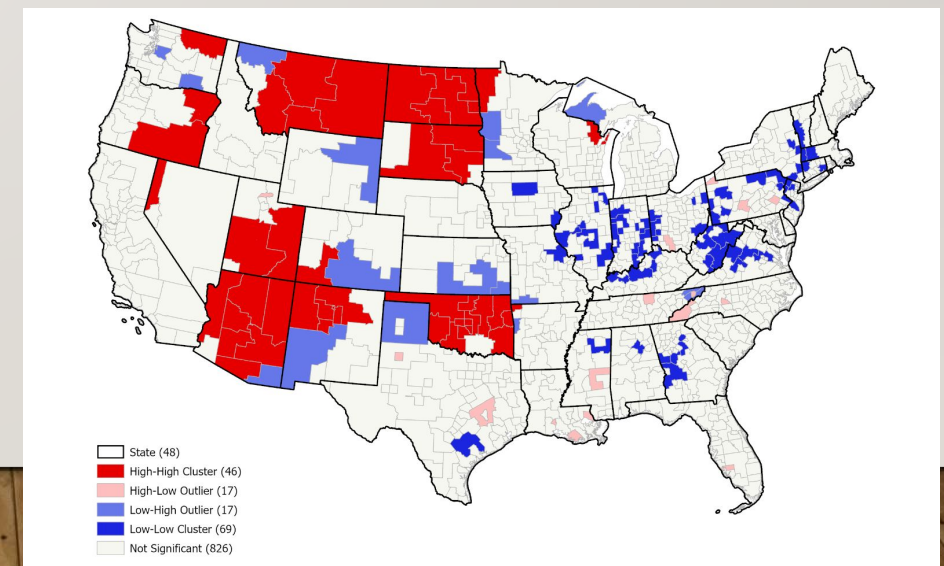 State (48)
High-High Cluster (46)
High-Low Outlier (17)
Low-High Outlier (17)
Low-Low Cluster (69)
Not Significant (826)